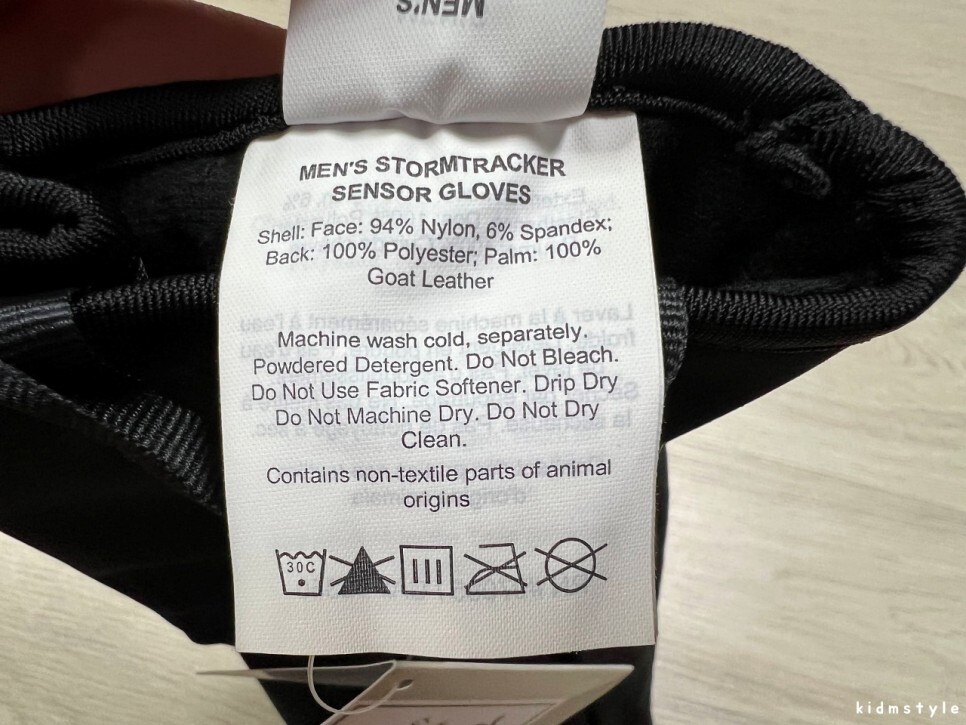 MEN'S
MEN'S STORMTRACKER
SENSOR GLOVES
Shell: Face: 94% Nylon, 6% Spandex;
Back: 100% Polyester; Palm: 100%
Goat Leather
Machine wash cold, separately.
Powdered Detergent. Do Not Bleach.
Do Not Use Fabric Softener. Drip Dry
Do Not Machine Dry. Do Not Dry
Clean.
Contains non-textile parts of animal
origins
30C
kidmstyle